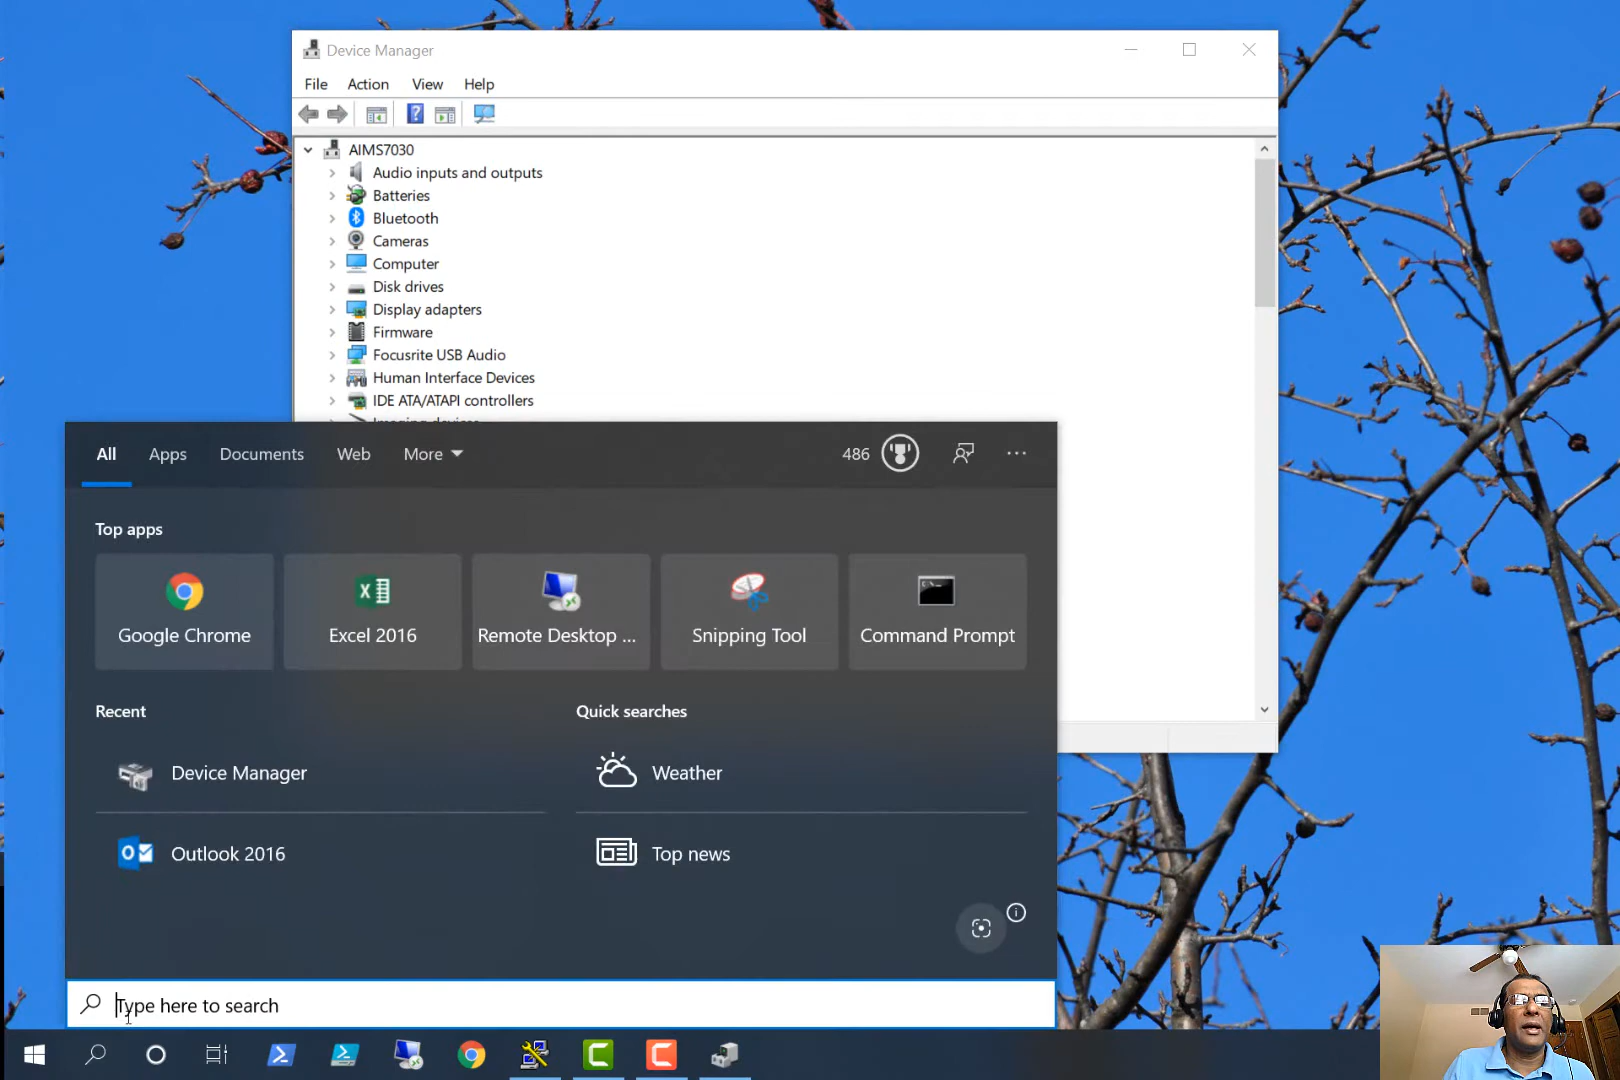 Device Manager
File Action View Help
AIMS7030
Audio inputs and outputs
Batteries
Bluetooth
Cameras
Computer
Disk drives
Display adapters
Firmware
Focusrite USB Audio
Human Interface Devices
IDE ATA/ATAPI controllers
Imaging devices
All Apps Documents Web More 486
Top apps
Google Chrome Excel 2016 Remote Desktop ... Snipping Tool Command Prompt
Recent Quick searches
Device Manager Weather
Outlook 2016 Top news
Type here to search